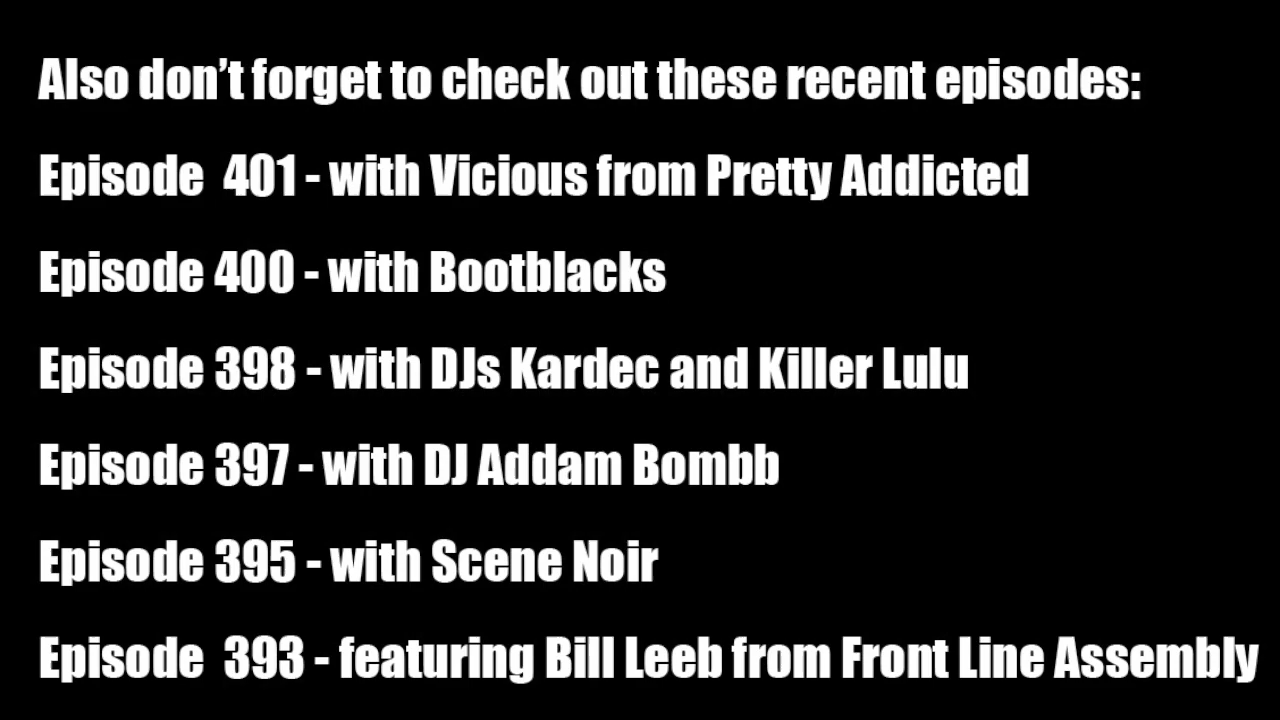 Also don’t forget to check out these recent episodes:
Episode  401 - with Vicious from Pretty Addicted
Episode 400 - with Bootblacks
Episode 398 - with DJs Kardec and Killer Lulu
Episode 397 - with DJ Addam Bombb
Episode 395 - with Scene Noir
Episode  393 - featuring Bill Leeb from Front Line Assembly